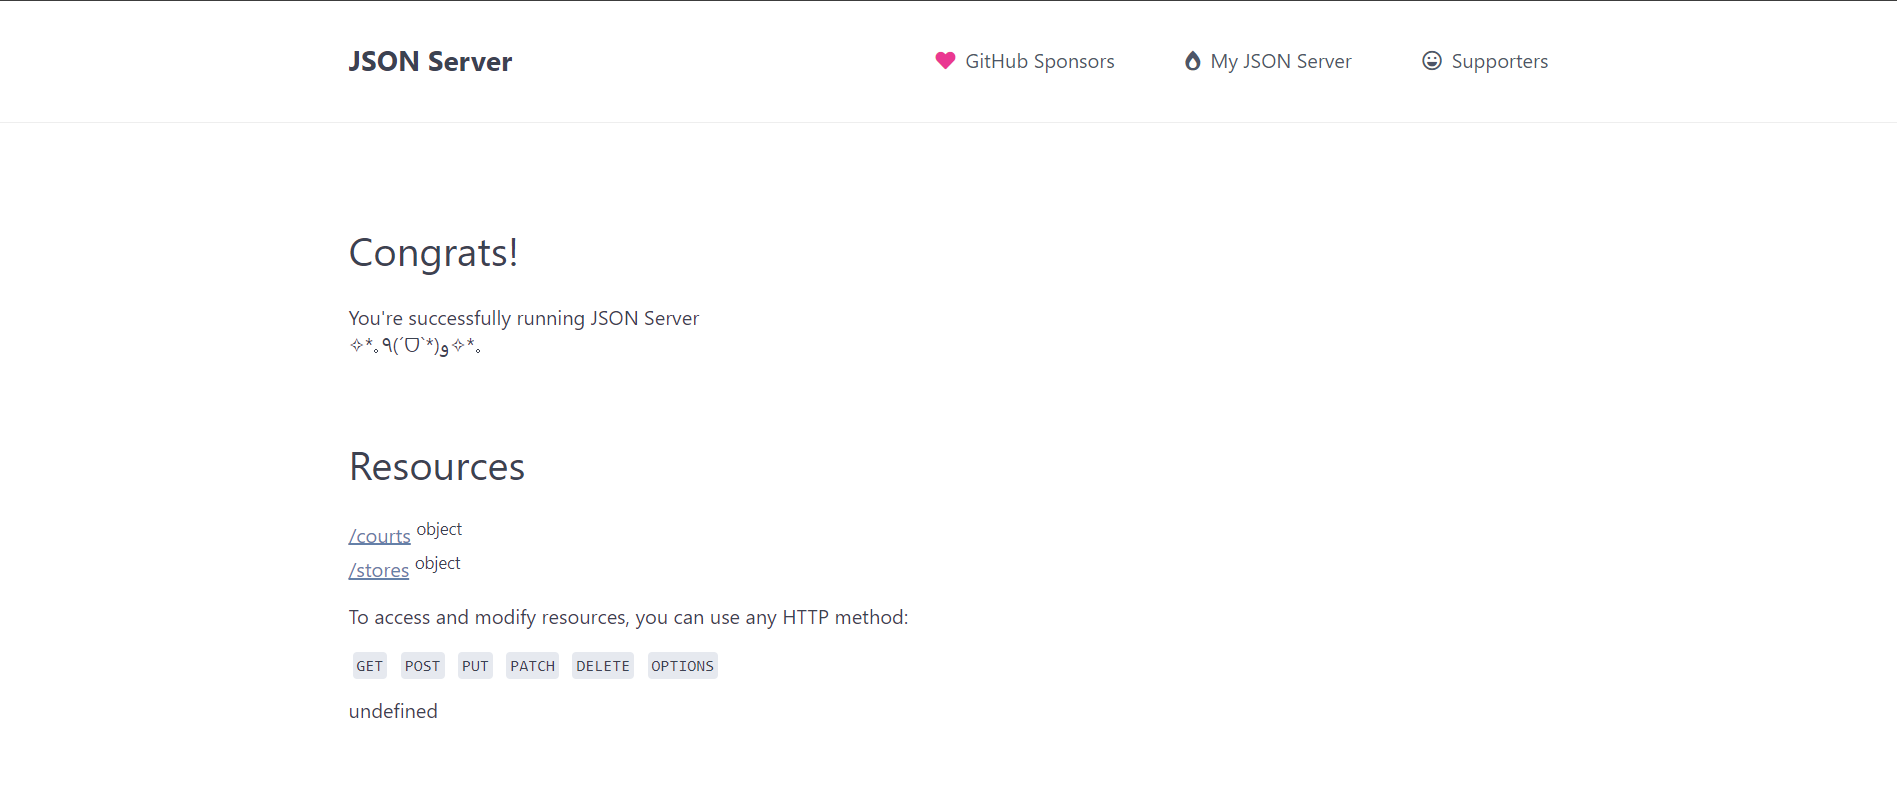 JSON Server
GitHub Sponsors
My JSON Server
Supporters
Congrats!
You're successfully running JSON Server
✧*｡٩(ˊᗜˋ*)و✧*｡
Resources
/courts object
/stores object
To access and modify resources, you can use any HTTP method:
GET POST PUT PATCH DELETE OPTIONS
undefined